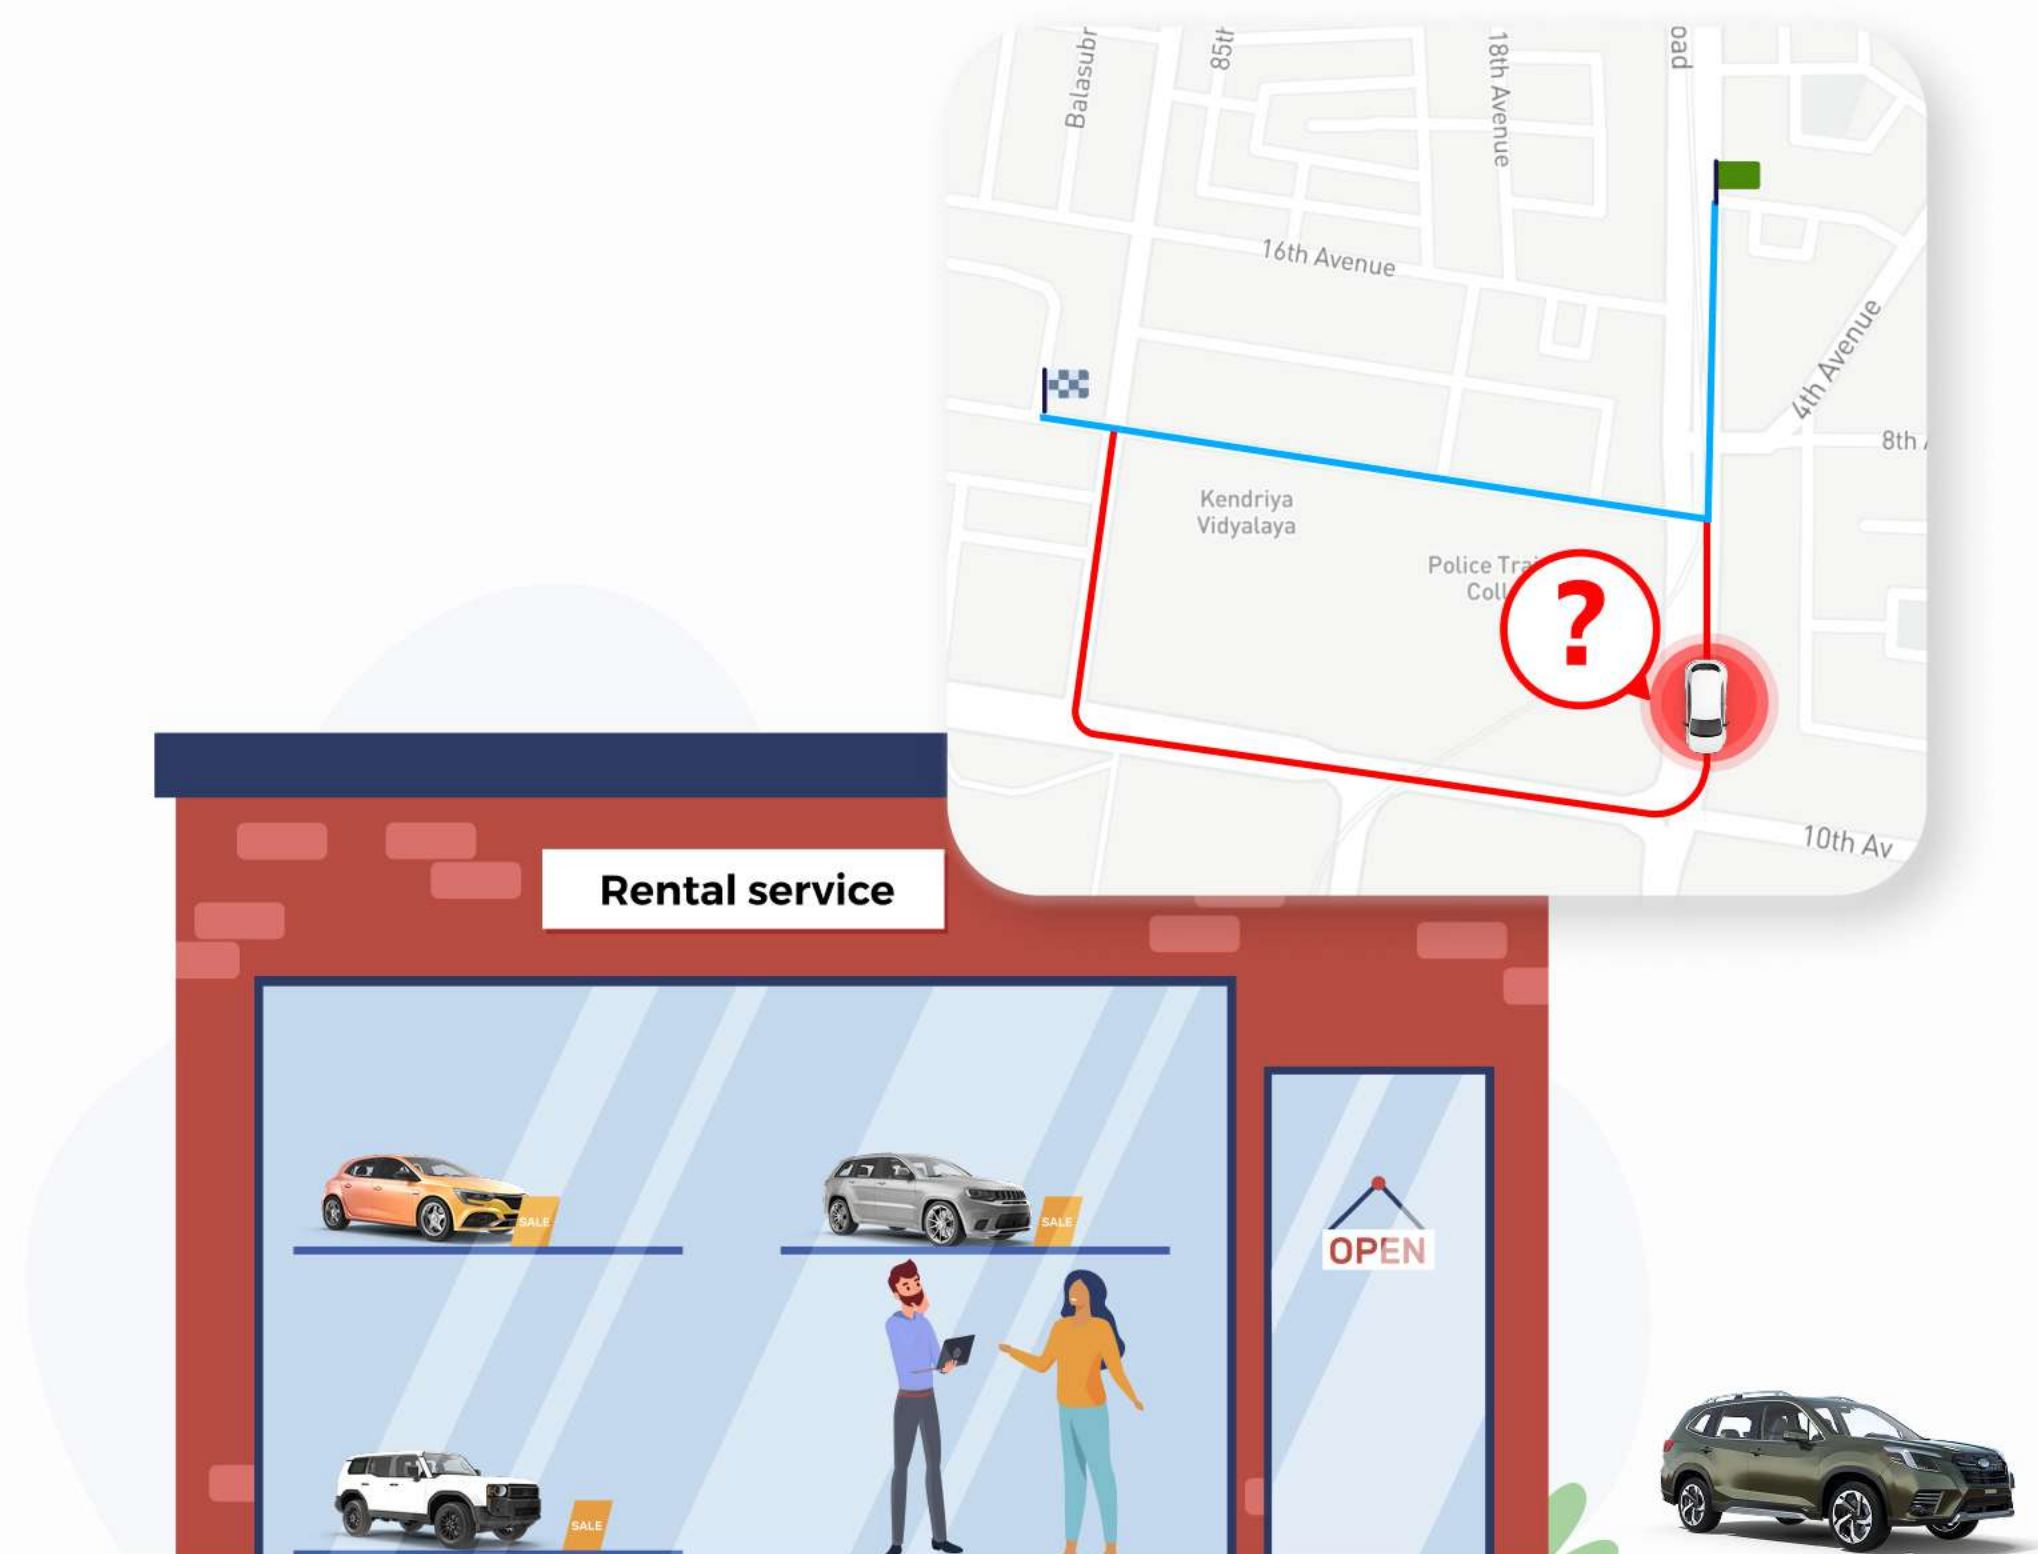 Balasubr
85th
18th Avenue
oad
16th Avenue
4th Avenue
8th
Kendriya
Vidyalaya
Police Trai
Coll
?
10th Av
Rental service
SALE
SALE
OPEN
SALE